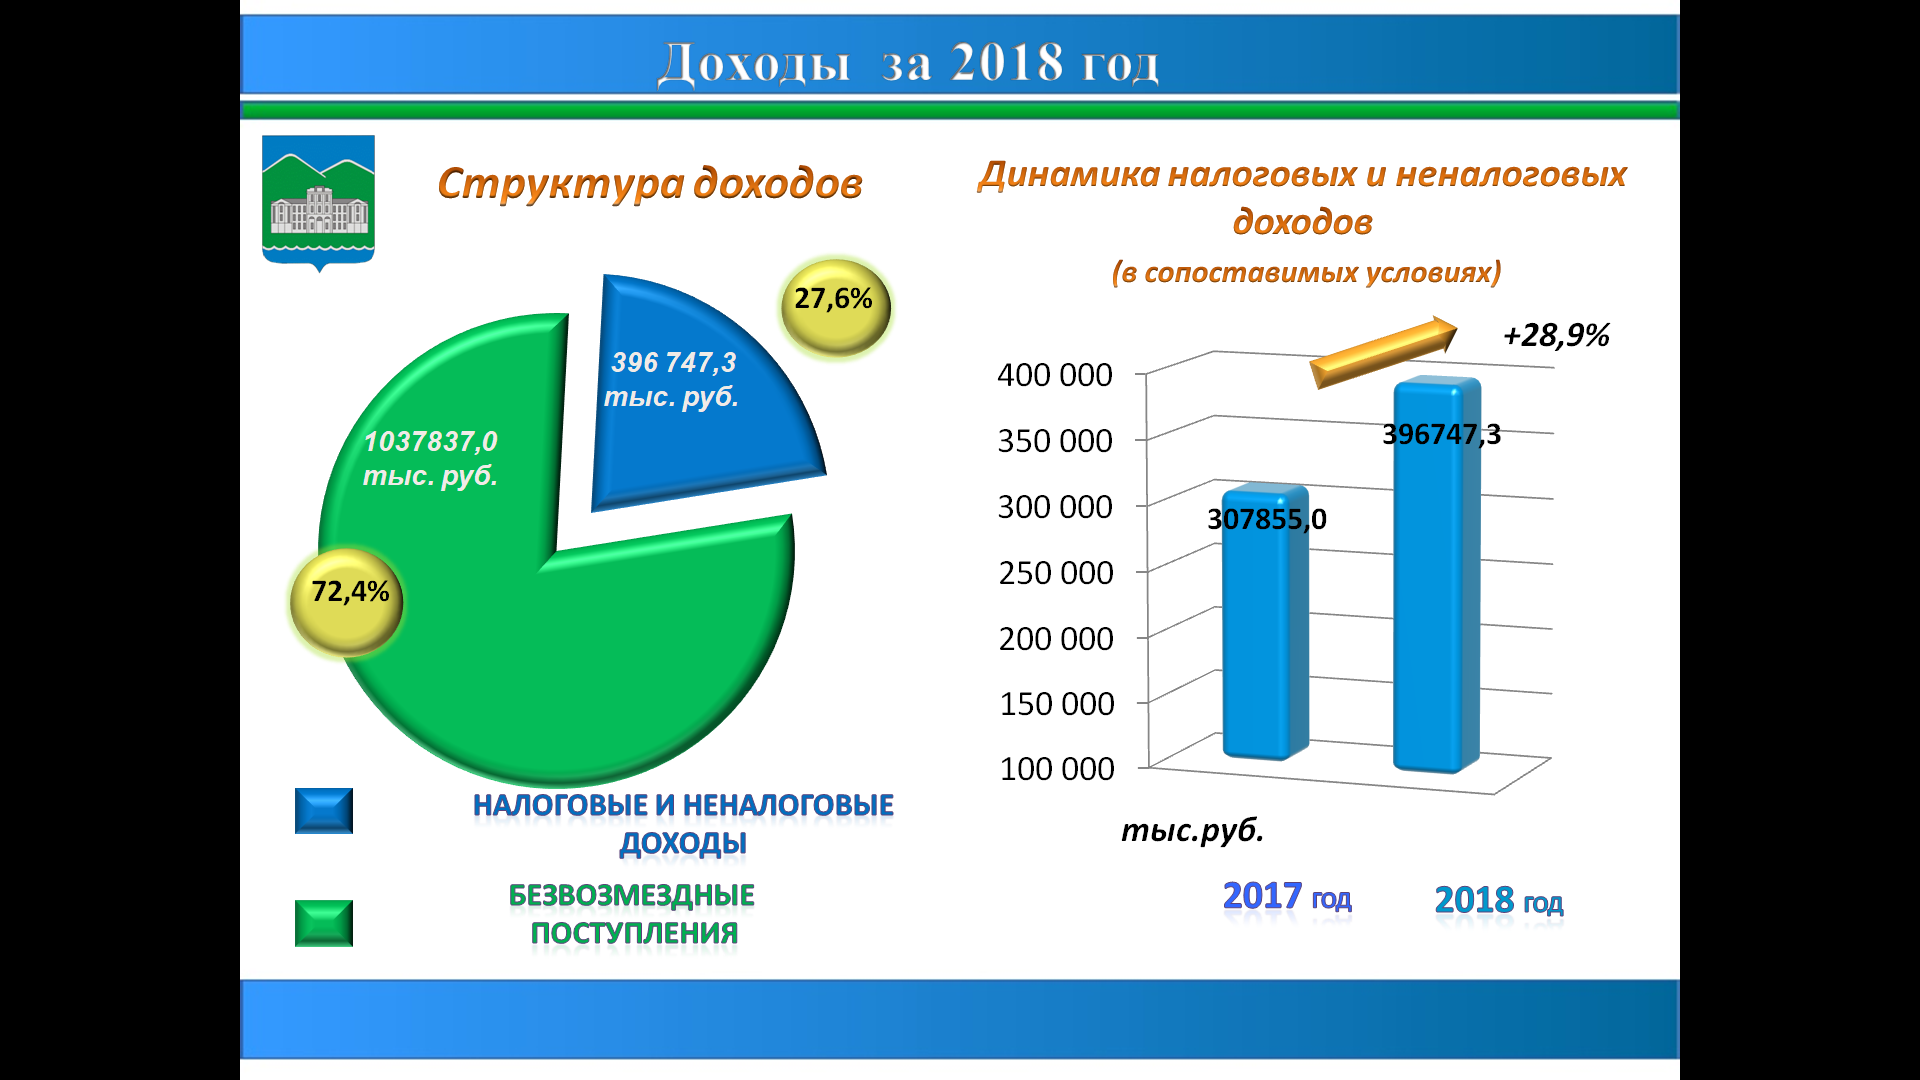 Доходы за 2018 год
Структура доходов
27,6%
396 747,3
тыс. руб.
1037837,0
тыс. руб.
72,4%
НАЛОГОВЫЕ И НЕНАЛОГОВЫЕ
ДОХОДЫ
БЕЗВОЗМЕЗДНЫЕ
ПОСТУПЛЕНИЯ
Динамика налоговых и неналоговых
доходов
(в сопоставимых условиях)
+28,9%
400 000
350 000
300 000
250 000
200 000
150 000
100 000
307855,0
396747,3
тыс.руб.
2017 год
2018 год